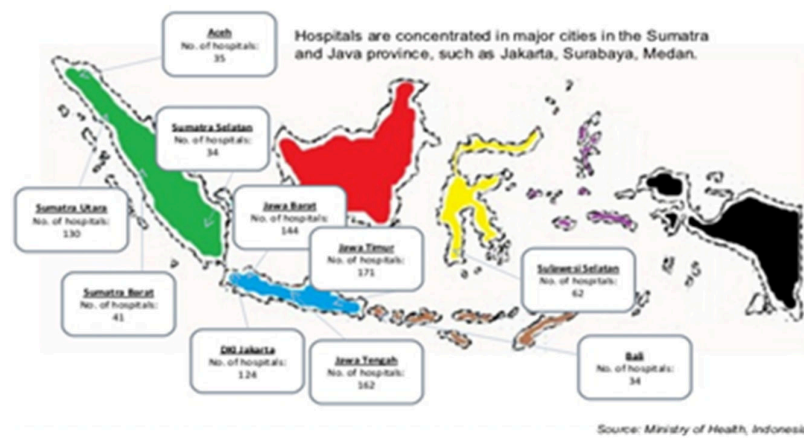 Hospitals are concentrated in major cities in the Sumatra
and Java province, such as Jakarta, Surabaya, Medan.
Aceh
No. of hospitals:
35
Sumatra Selatan
No. of hospitals:
34
Sumatra Utara
No. of hospitals:
130
Jawa Barat
No. of hospitals:
144
Jawa Timur
No. of hospitals:
171
Sulawesi Selatan
No. of hospitals:
62
Sumatra Barat
No. of hospitals:
41
DKI Jakarta
No. of hospitals:
124
Jawa Tengah
No. of hospitals:
162
Bali
No. of hospitals:
34
Source: Ministry of Health, Indonesia